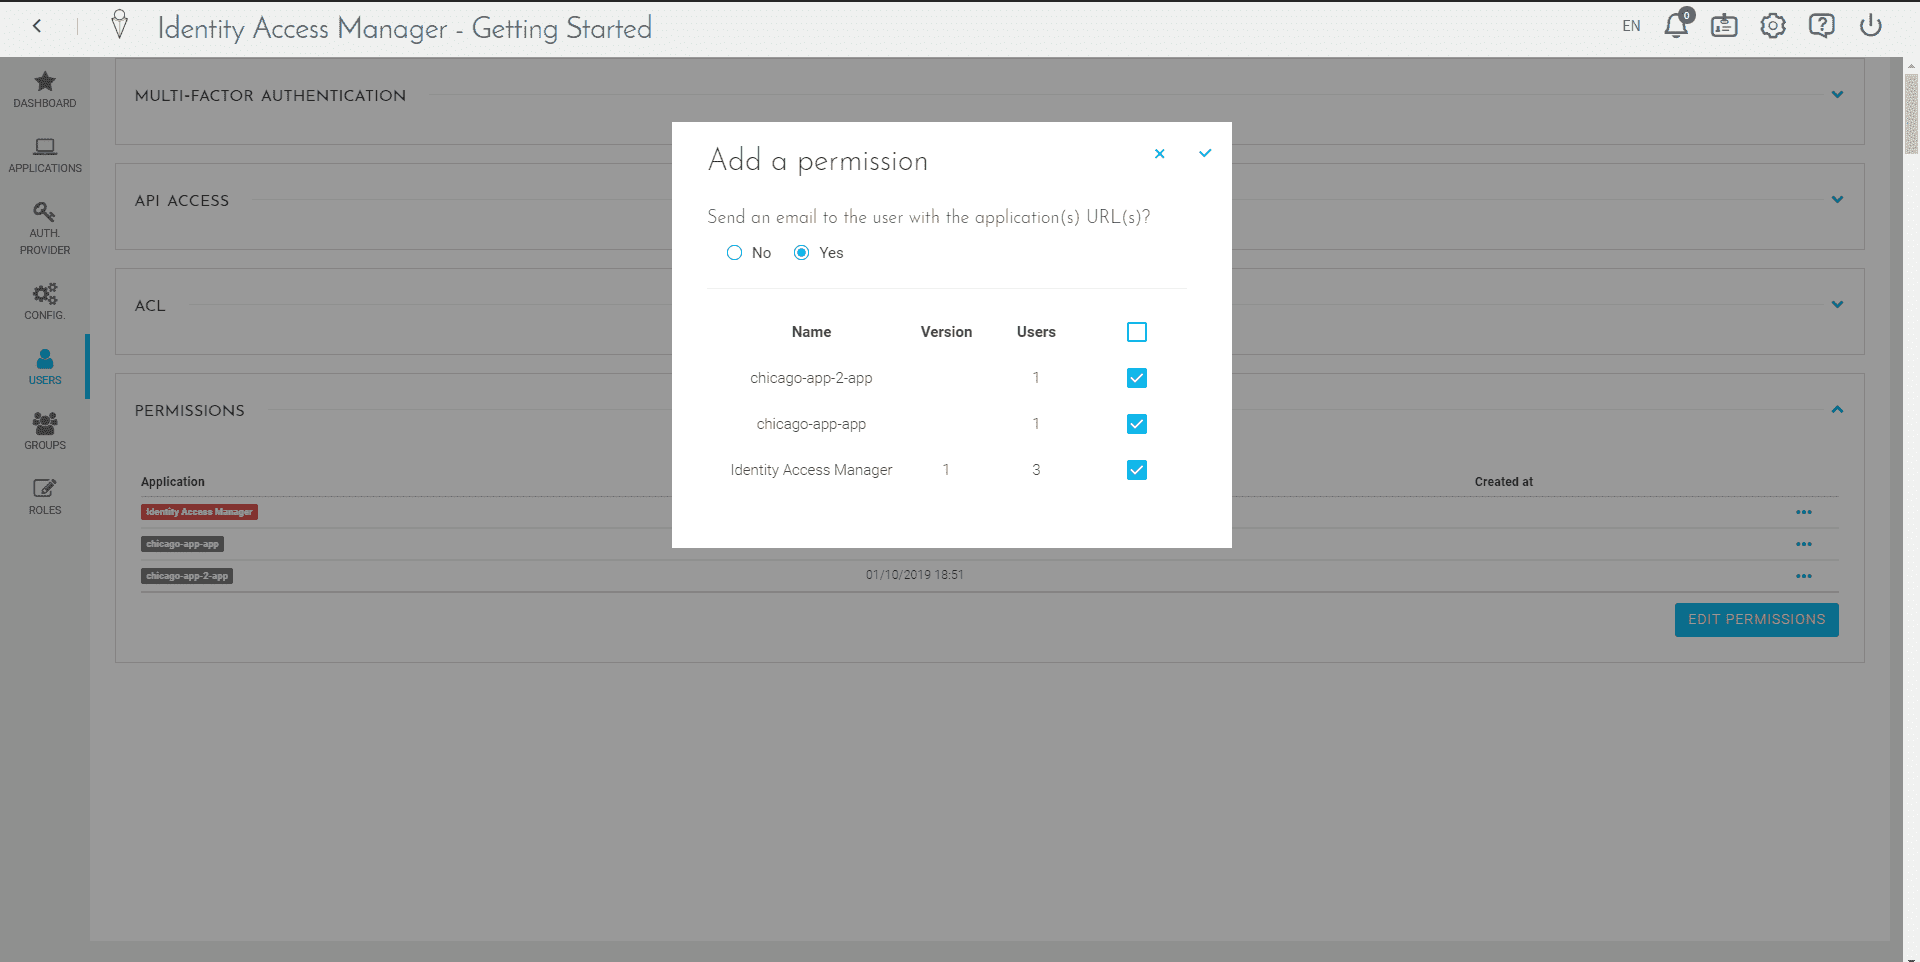 Identity Access Manager - Getting Started
EN
0
DASHBOARD
APPLICATIONS
AUTH.
PROVIDER
CONFIG.
USERS
GROUPS
ROLES
MULTI-FACTOR AUTHENTICATION
API ACCESS
ACL
PERMISSIONS
Application Created at
Identity Access Manager
chicago-app-app
chicago-app-2-app 01/10/2019 18:51
EDIT PERMISSIONS
Add a permission
Send an email to the user with the application(s) URL(s)?
No Yes
Name Version Users
chicago-app-2-app 1
chicago-app-app 1
Identity Access Manager 1 3